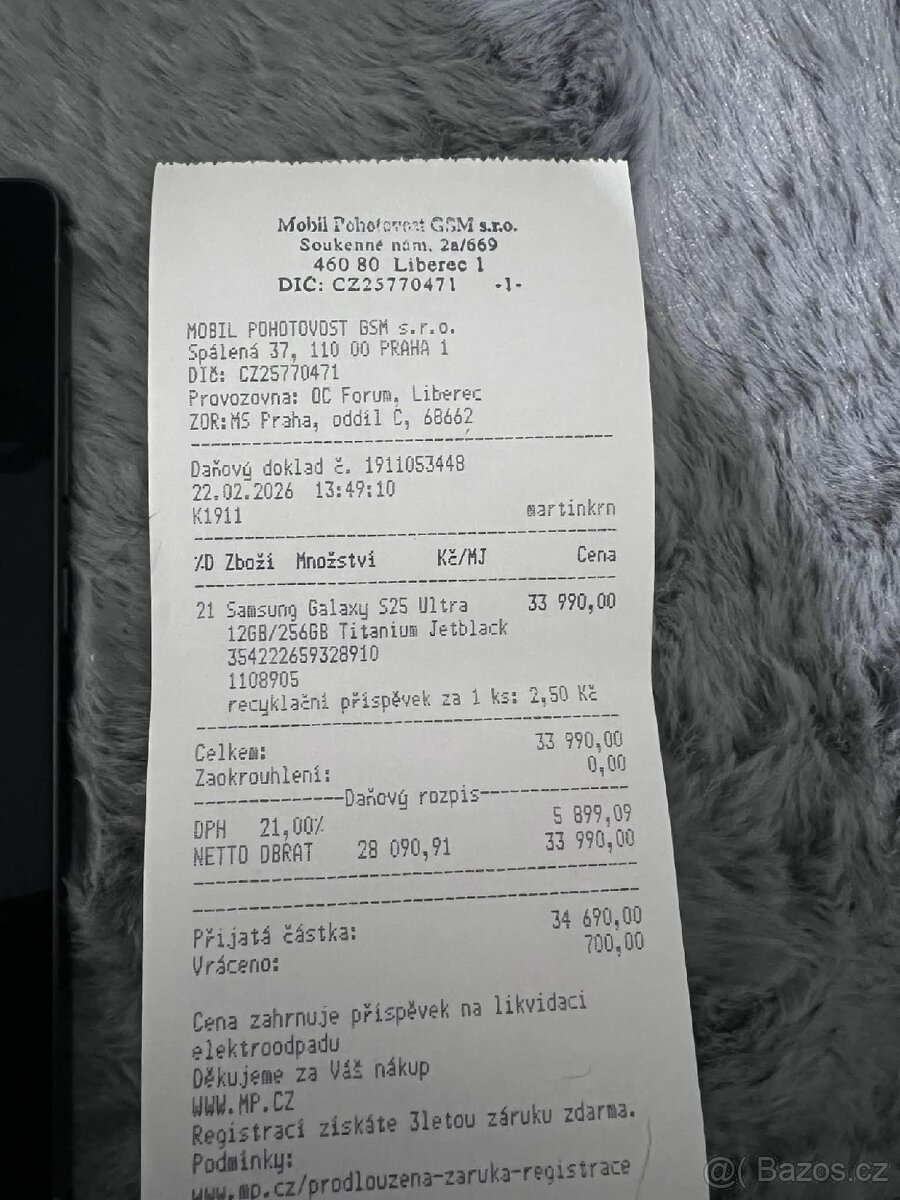 Mobil Pohotovost GSM s.r.o.
Soukenné nám. 2a/669
460 80 Liberec 1
DIČ: CZ25770471 -1-
MOBIL POHOTOVOST GSM s.r.o.
Spálená 37, 110 00 PRAHA 1
DIČ: CZ25770471
Provozovna: OC Forum, Liberec
ZOR:MS Praha, oddíl C, 68662
Daňový doklad č. 1911053448
22.02.2026 13:49:10
K1911 martinkrn
%D Zboží Množství Kč/MJ Cena
21 Samsung Galaxy S25 Ultra 33 990,00
12GB/256GB Titanium Jetblack
354222659328910
1108905
recyklační příspěvek za 1 ks: 2,50 Kč
Celkem: 33 990,00
Zaokrouhlení: 0,00
---------------Daňový rozpis---------------
DPH 21,00% 5 899,09
NETTO OBRAT 28 090,91 33 990,00
Přijatá částka: 34 690,00
Vráceno: 700,00
Cena zahrnuje příspěvek na likvidaci
elektroodpadu
Děkujeme za Váš nákup
WWW.MP.CZ
Registrací získáte 3letou záruku zdarma.
Podmínky:
www.mp.cz/prodlouzena-zaruka-registrace
@( Bazos.cz